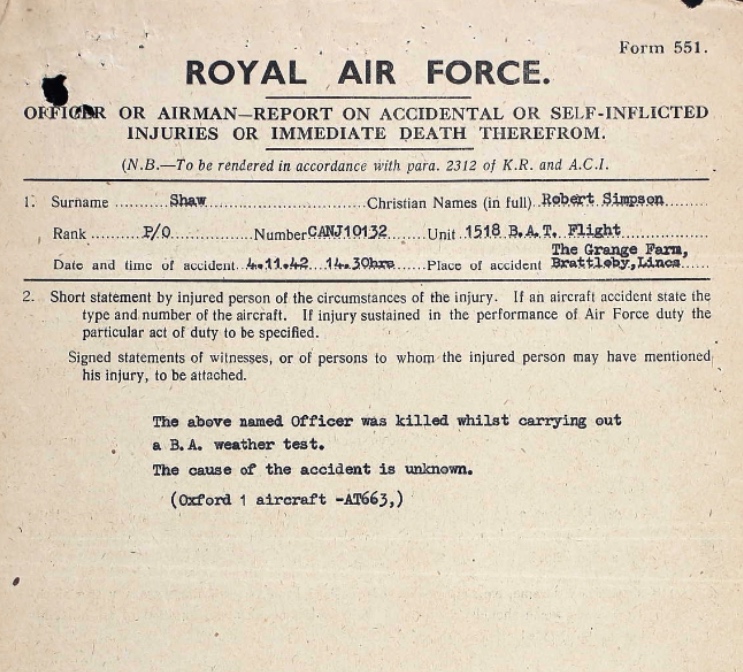 Form 551.
ROYAL AIR FORCE.
OFFICER OR AIRMAN—REPORT ON ACCIDENTAL OR SELF-INFLICTED
INJURIES OR IMMEDIATE DEATH THEREFROM.
(N.B.—To be rendered in accordance with para. 2312 of K.R. and A.C.I.
1. Surname Shaw Christian Names (in full) Robert Simpson
Rank P/O Number CANJ10132 Unit 1518 B.A.T. Flight
Date and time of accident 4.11.42 14.30hrs Place of accident The Grange Farm,
Brattleby,Lincs
2. Short statement by injured person of the circumstances of the injury. If an aircraft accident state the
type and number of the aircraft. If injury sustained in the performance of Air Force duty the
particular act of duty to be specified.
Signed statements of witnesses, or of persons to whom the injured person may have mentioned
his injury, to be attached.
The above named Officer was killed whilst carrying out
a B.A. weather test.
The cause of the accident is unknown.
(Oxford 1 aircraft -AT663,)